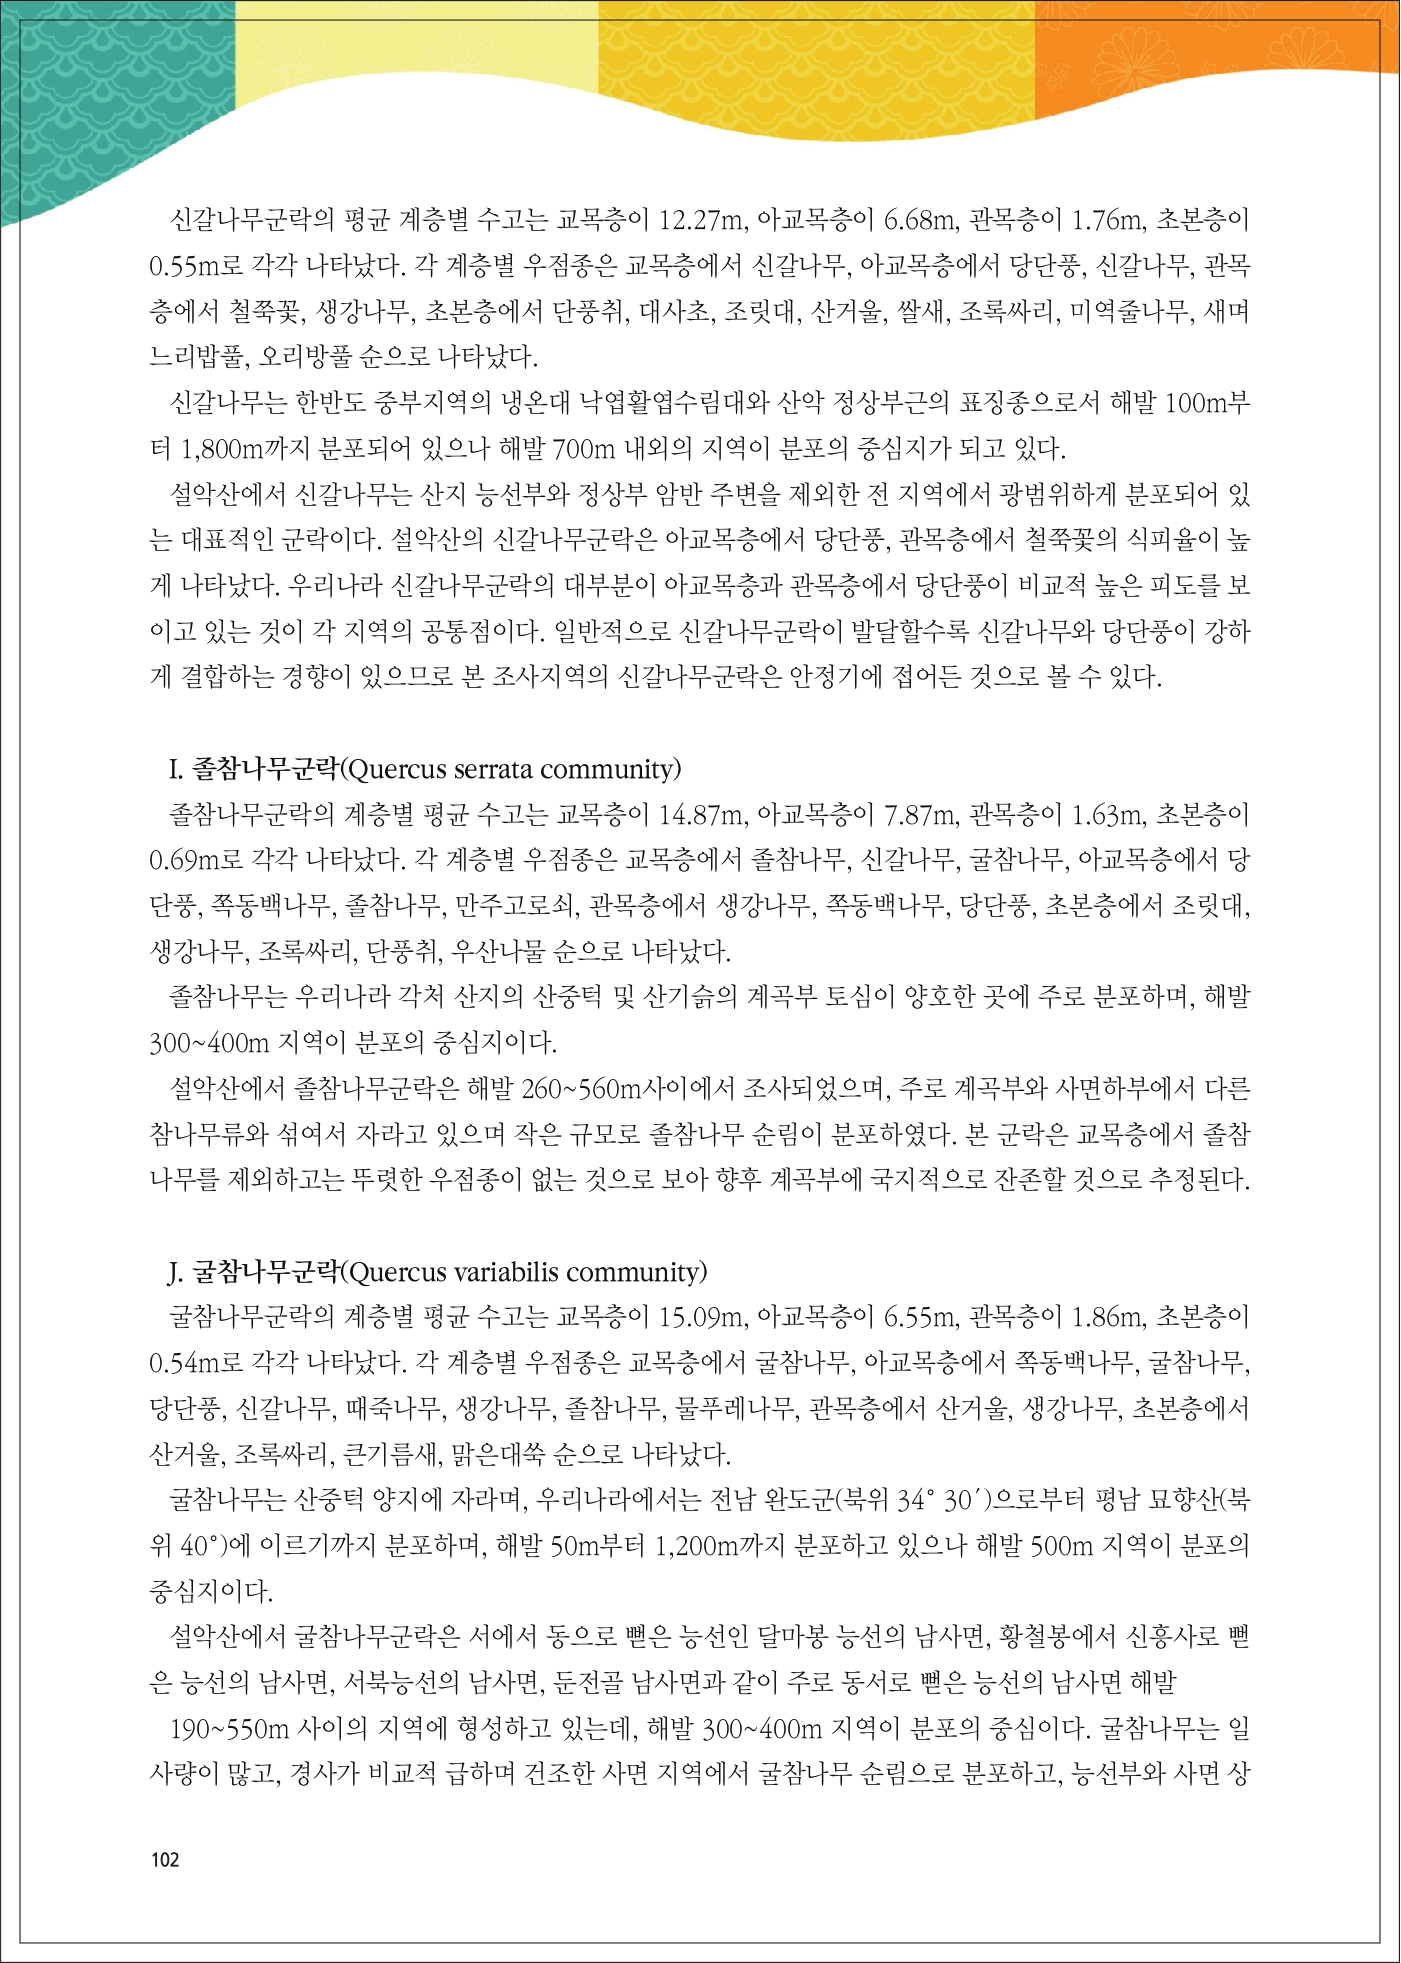 신갈나무군락의 평균 계층별 수고는 교목층이 12.27m, 아교목층이 6.68m, 관목층이 1.76m, 초본층이
0.55m로 각각 나타났다. 각 계층별 우점종은 교목층에서 신갈나무, 아교목층에서 당단풍, 신갈나무, 관목
층에서 철쭉꽃, 생강나무, 초본층에서 단풍취, 대사초, 조릿대, 산거울, 쌀새, 조록싸리, 미역줄나무, 새며
느리밥풀, 오리방풀 순으로 나타났다.
신갈나무는 한반도 중부지역의 냉온대 낙엽활엽수림대와 산악 정상부근의 표징종으로서 해발 100m부
터 1,800m까지 분포되어 있으나 해발 700m 내외의 지역이 분포의 중심지가 되고 있다.
설악산에서 신갈나무는 산지 능선부와 정상부 암반 주변을 제외한 전 지역에서 광범위하게 분포되어 있
는 대표적인 군락이다. 설악산의 신갈나무군락은 아교목층에서 당단풍, 관목층에서 철쭉꽃의 식피율이 높
게 나타났다. 우리나라 신갈나무군락의 대부분이 아교목층과 관목층에서 당단풍이 비교적 높은 피도를 보
이고 있는 것이 각 지역의 공통점이다. 일반적으로 신갈나무군락이 발달할수록 신갈나무와 당단풍이 강하
게 결합하는 경향이 있으므로 본 조사지역의 신갈나무군락은 안정기에 접어든 것으로 볼 수 있다.
I. 졸참나무군락(Quercus serrata community)
졸참나무군락의 계층별 평균 수고는 교목층이 14.87m, 아교목층이 7.87m, 관목층이 1.63m, 초본층이
0.69m로 각각 나타났다. 각 계층별 우점종은 교목층에서 졸참나무, 신갈나무, 굴참나무, 아교목층에서 당
단풍, 쪽동백나무, 졸참나무, 만주고로쇠, 관목층에서 생강나무, 쪽동백나무, 당단풍, 초본층에서 조릿대,
생강나무, 조록싸리, 단풍취, 우산나물 순으로 나타났다.
졸참나무는 우리나라 각처 산지의 산중턱 및 산기슭의 계곡부 토심이 양호한 곳에 주로 분포하며, 해발
300~400m 지역이 분포의 중심지이다.
설악산에서 졸참나무군락은 해발 260~560m사이에서 조사되었으며, 주로 계곡부와 사면하부에서 다른
참나무류와 섞여서 자라고 있으며 작은 규모로 졸참나무 순림이 분포하였다. 본 군락은 교목층에서 졸참
나무를 제외하고는 뚜렷한 우점종이 없는 것으로 보아 향후 계곡부에 국지적으로 잔존할 것으로 추정된다.
J. 굴참나무군락(Quercus variabilis community)
굴참나무군락의 계층별 평균 수고는 교목층이 15.09m, 아교목층이 6.55m, 관목층이 1.86m, 초본층이
0.54m로 각각 나타났다. 각 계층별 우점종은 교목층에서 굴참나무, 아교목층에서 쪽동백나무, 굴참나무,
당단풍, 신갈나무, 때죽나무, 생강나무, 졸참나무, 물푸레나무, 관목층에서 산거울, 생강나무, 초본층에서
산거울, 조록싸리, 큰기름새, 맑은대쑥 순으로 나타났다.
굴참나무는 산중턱 양지에 자라며, 우리나라에서는 전남 완도군(북위 34° 30′)으로부터 평남 묘향산(북
위 40°)에 이르기까지 분포하며, 해발 50m부터 1,200m까지 분포하고 있으나 해발 500m 지역이 분포의
중심지이다.
설악산에서 굴참나무군락은 서에서 동으로 뻗은 능선인 달마봉 능선의 남사면, 황철봉에서 신흥사로 뻗
은 능선의 남사면, 서북능선의 남사면, 둔전골 남사면과 같이 주로 동서로 뻗은 능선의 남사면 해발
190~550m 사이의 지역에 형성하고 있는데, 해발 300~400m 지역이 분포의 중심이다. 굴참나무는 일
사량이 많고, 경사가 비교적 급하며 건조한 사면 지역에서 굴참나무 순림으로 분포하고, 능선부와 사면 상
102